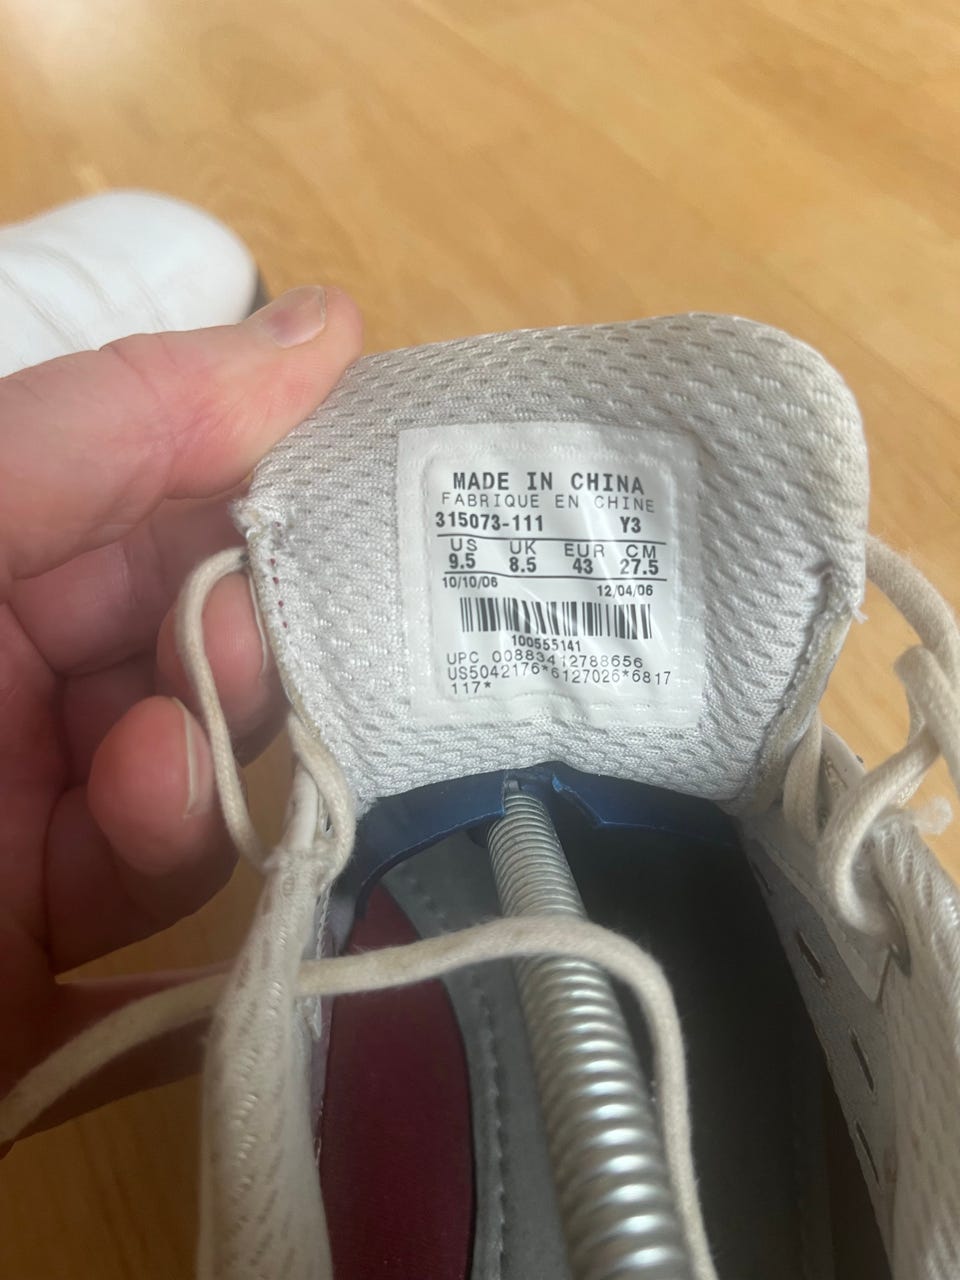 MADE IN CHINA
FABRIQUE EN CHINE
315073-111 Y3
US UK EUR CM
9.5 8.5 43 27.5
10/10/06 12/04/06
100555141
UPC 00883412788656
US5042176*6127026*6817
117*